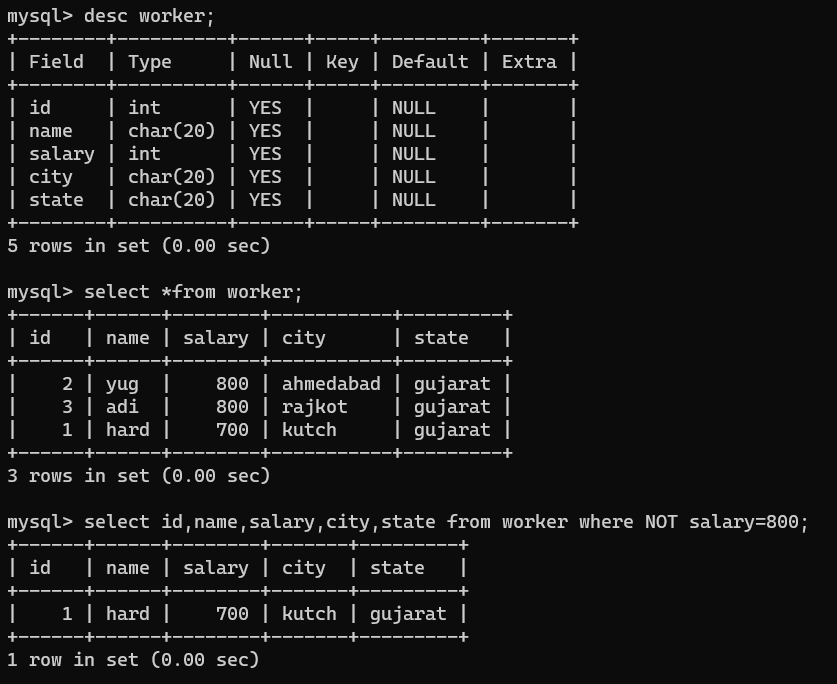 mysql> desc worker;
+--------+----------+------+-----+---------+-------+
| Field  | Type     | Null | Key | Default | Extra |
+--------+----------+------+-----+---------+-------+
| id     | int      | YES  |     | NULL    |       |
| name   | char(20) | YES  |     | NULL    |       |
| salary | int      | YES  |     | NULL    |       |
| city   | char(20) | YES  |     | NULL    |       |
| state  | char(20) | YES  |     | NULL    |       |
+--------+----------+------+-----+---------+-------+
5 rows in set (0.00 sec)

mysql> select *from worker;
+------+------+--------+-----------+---------+
| id   | name | salary | city      | state   |
+------+------+--------+-----------+---------+
|    2 | yug  |    800 | ahmedabad | gujarat |
|    3 | adi  |    800 | rajkot    | gujarat |
|    1 | hard |    700 | kutch     | gujarat |
+------+------+--------+-----------+---------+
3 rows in set (0.00 sec)

mysql> select id,name,salary,city,state from worker where NOT salary=800;
+------+------+--------+-------+---------+
| id   | name | salary | city  | state   |
+------+------+--------+-------+---------+
|    1 | hard |    700 | kutch | gujarat |
+------+------+--------+-------+---------+
1 row in set (0.00 sec)